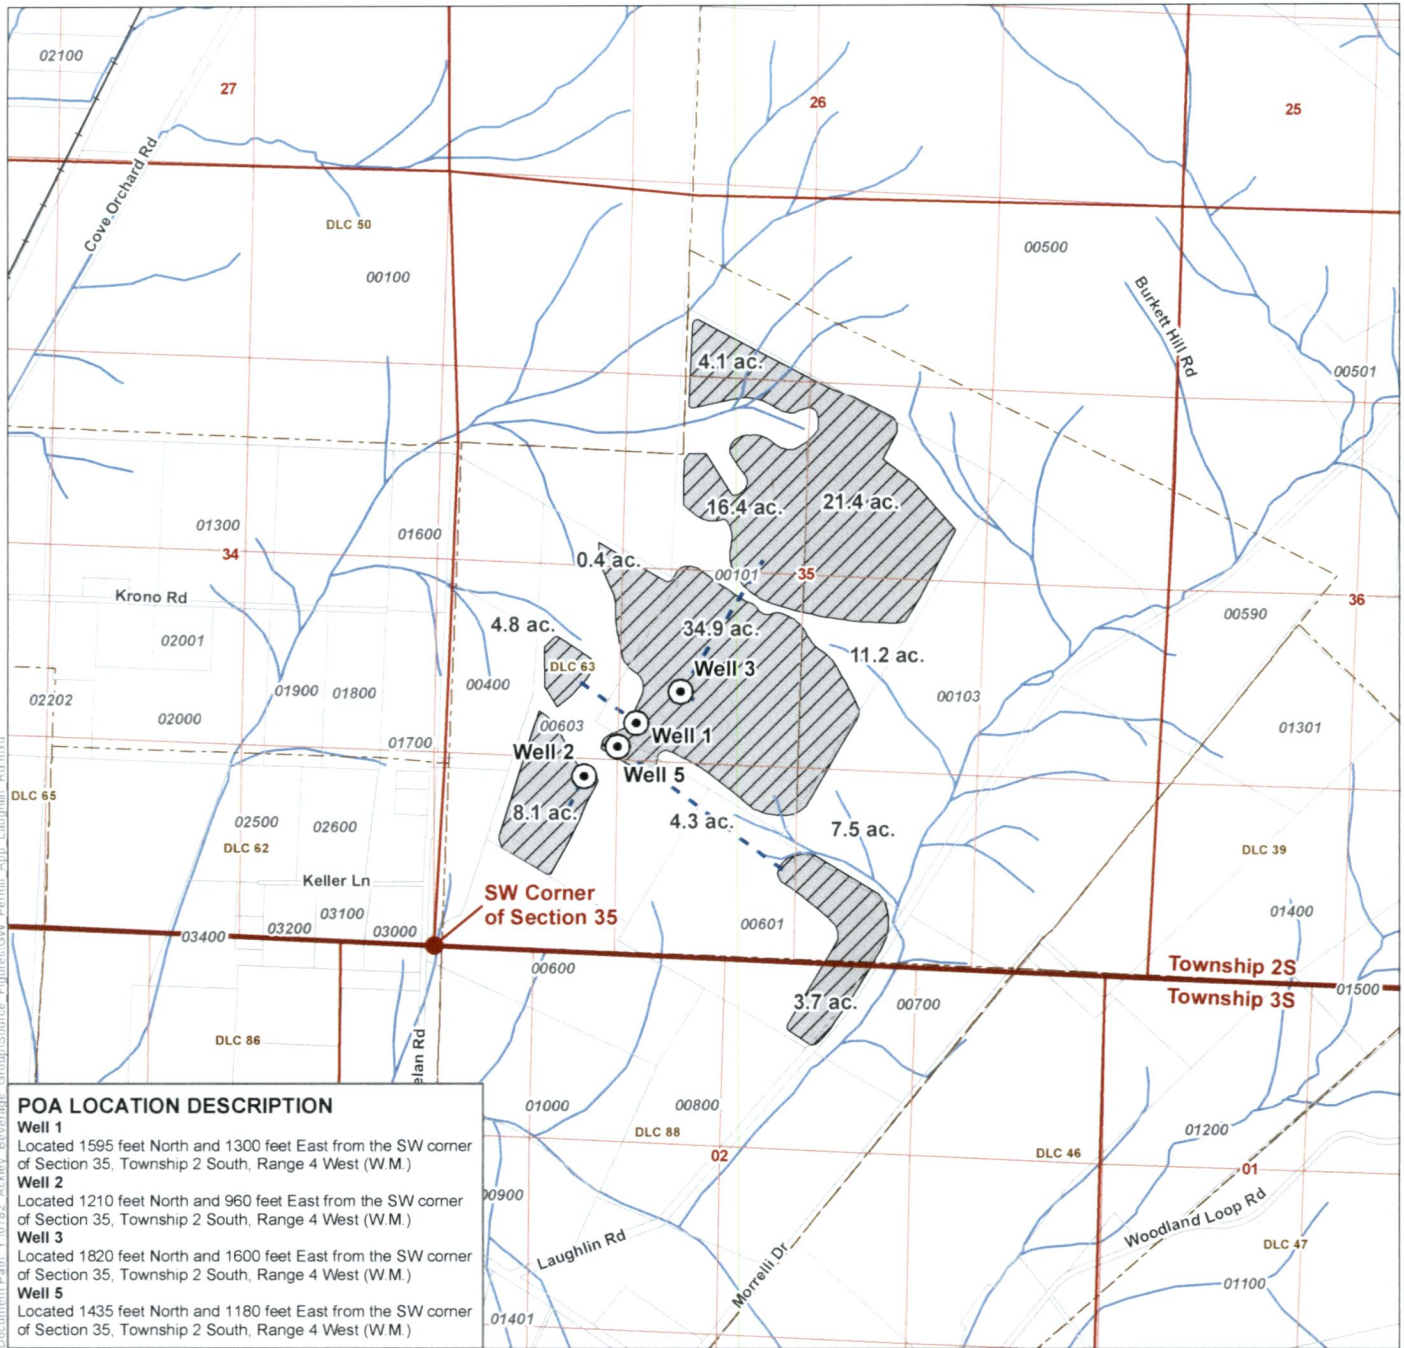 02100
27
26
25
Cove Orchard Rd
DLC 50
00500
00100
Burkett Hill Rd
4.1 ac.
00501
16.4 ac.
21.4 ac.
01300
01600
34
0.4 ac.
00101
35
Krono Rd
36
00590
4.8 ac.
34.9 ac.
02001
11.2 ac.
DLC 63
Well 3
00400
01900
01800
00103
02202
02000
00603
01301
Well 1
01700
Well 2
Well 5
DLC 65
8.1 ac.
4.3 ac.
7.5 ac.
02500
02600
DLC 62
DLC 39
Keller Ln
SW Corner
of Section 35
03100
01400
03400
03200
03000
00601
00600
Township 2S
Township 3S
01500
3.7 ac.
00700
DLC 86
elan Rd
01000
00800
DLC 88
01200
02
DLC 46
01
00900
Woodland Loop Rd
Laughlin Rd
DLC 47
Morrelli Dr
01100
01401
POA LOCATION DESCRIPTION
Well 1
Located 1595 feet North and 1300 feet East from the SW corner
of Section 35, Township 2 South, Range 4 West (W.M.)
Well 2
Located 1210 feet North and 960 feet East from the SW corner
of Section 35, Township 2 South, Range 4 West (W.M.)
Well 3
Located 1820 feet North and 1600 feet East from the SW corner
of Section 35, Township 2 South, Range 4 West (W.M.)
Well 5
Located 1435 feet North and 1180 feet East from the SW corner
of Section 35, Township 2 South, Range 4 West (W.M.)